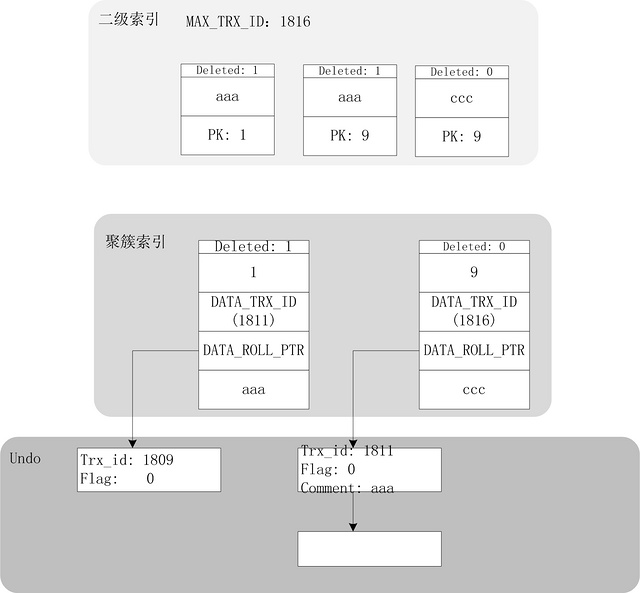 二级索引 MAX_TRX_ID: 1816
Deleted: 1
aaa
PK: 1
Deleted: 1
aaa
PK: 9
Deleted: 0
ccc
PK: 9
聚簇索引
Deleted: 1
1
DATA_TRX_ID
(1811)
DATA_ROLL_PTR
aaa
Deleted: 0
9
DATA_TRX_ID
(1816)
DATA_ROLL_PTR
ccc
Undo
Trx_id: 1809
Flag: 0
Trx_id: 1811
Flag: 0
Comment: aaa